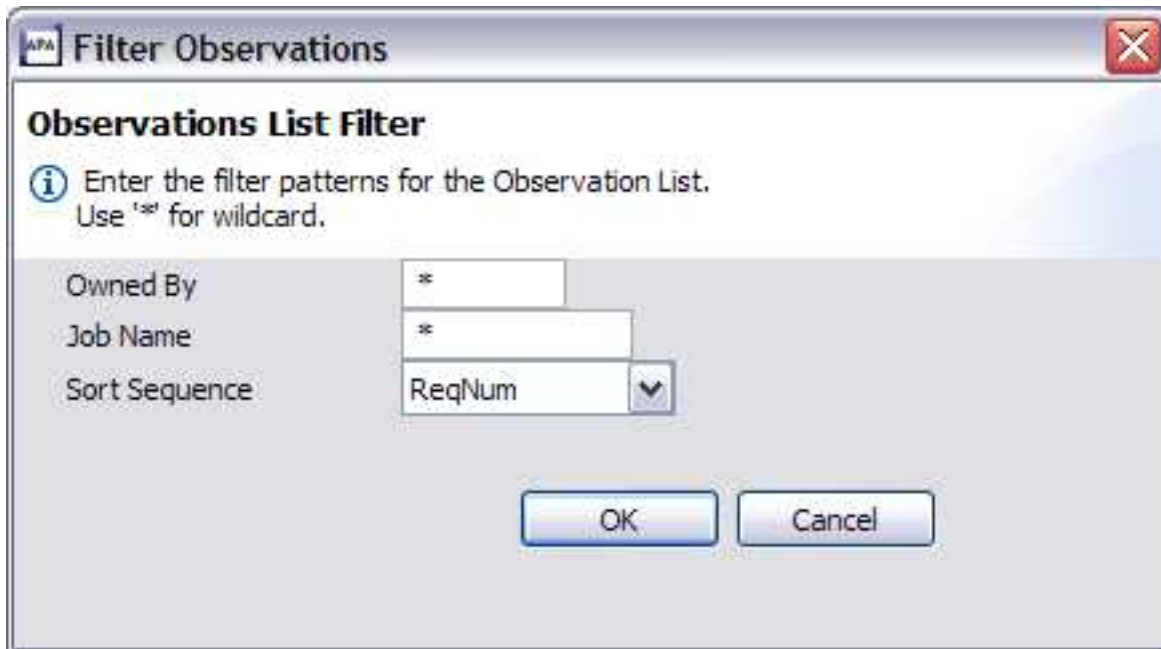 APA Filter Observations
Observations List Filter
Enter the filter patterns for the Observation List.
Use '*' for wildcard.
Owned By *
Job Name *
Sort Sequence ReqNum
OK Cancel